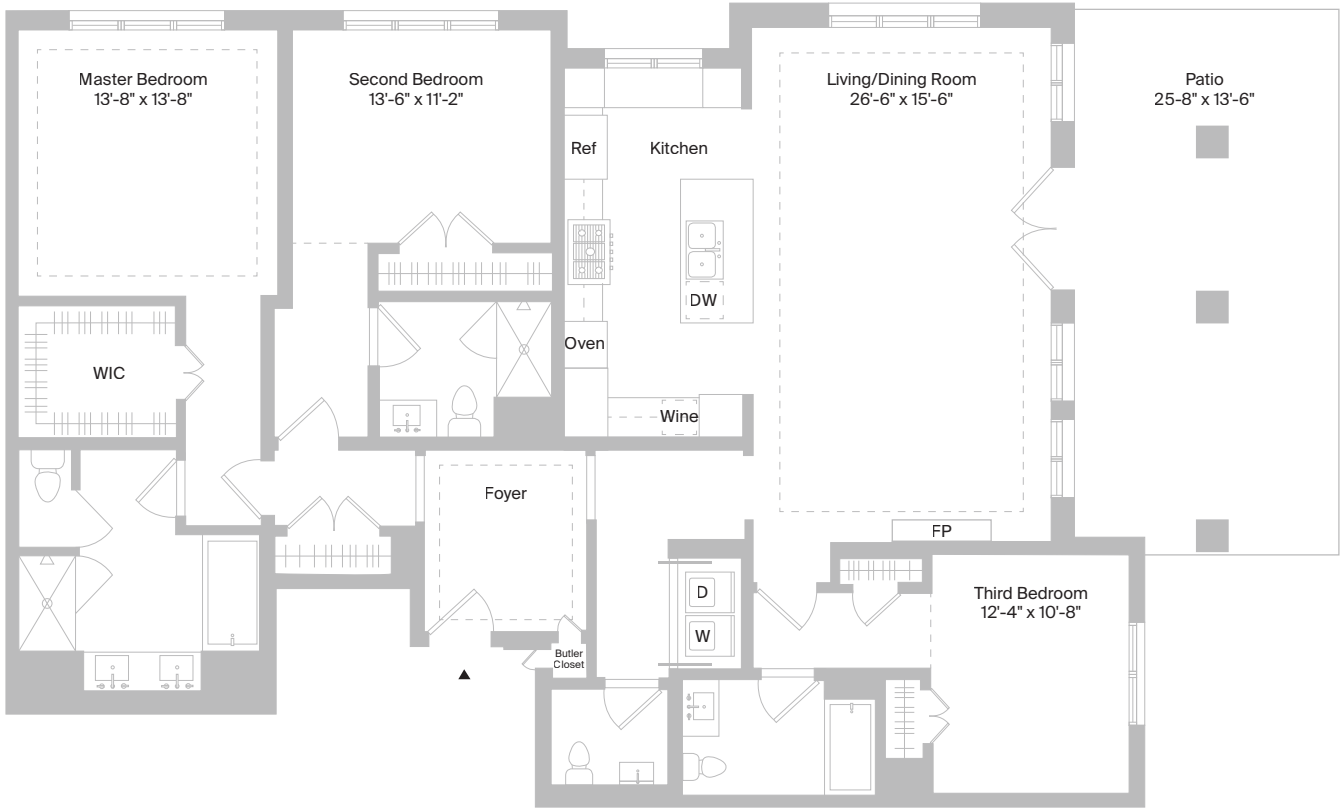 Master Bedroom
13'-8" x 13'-8"
Second Bedroom
13'-6" x 11'-2"
Living/Dining Room
26'-6" x 15'-6"
Patio
25-8" x 13'-6"
Ref
Kitchen
DW
Oven
WIC
Wine
Foyer
FP
D
W
Third Bedroom
12'-4" x 10'-8"
Butler
Closet